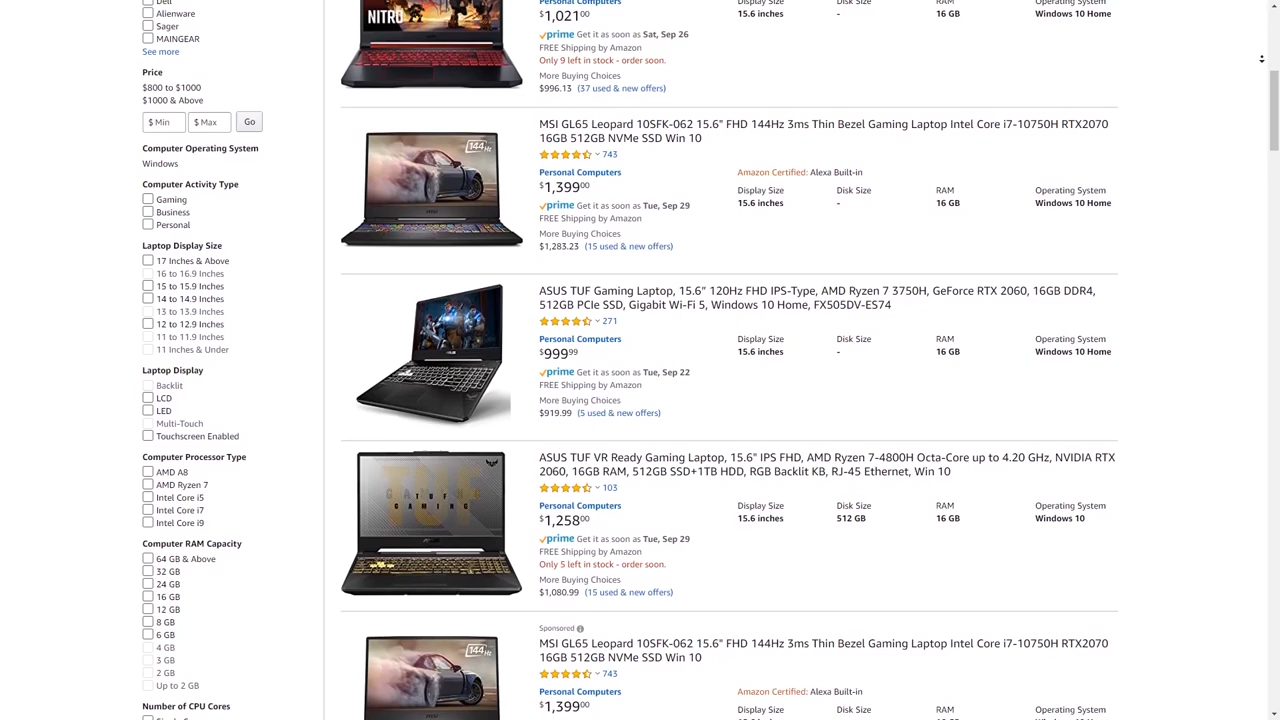 Dell
Alienware
Sager
MAINGEAR
See more
Price
$800 to $1000
$1000 & Above
$ Min
$ Max
Go
Computer Operating System
Windows
Computer Activity Type
Gaming
Business
Personal
Laptop Display Size
17 Inches & Above
16 to 16.9 Inches
15 to 15.9 Inches
14 to 14.9 Inches
13 to 13.9 Inches
12 to 12.9 Inches
11 to 11.9 Inches
11 Inches & Under
Laptop Display
Backlit
LCD
LED
Multi-Touch
Touchscreen Enabled
Computer Processor Type
AMD A8
AMD Ryzen 7
Intel Core i5
Intel Core i7
Intel Core i9
Computer RAM Capacity
64 GB & Above
32 GB
24 GB
16 GB
12 GB
8 GB
6 GB
4 GB
3 GB
2 GB
Up to 2 GB
Number of CPU Cores
NITRO
Personal Computers
$1,02100
Display Size Disk Size RAM Operating System
15.6 inches - 16 GB Windows 10 Home
prime Get it as soon as Sat, Sep 26
FREE Shipping by Amazon
Only 9 left in stock - order soon.
More Buying Choices
$996.13 (37 used & new offers)
144Hz
MSI GL65 Leopard 10SFK-062 15.6" FHD 144Hz 3ms Thin Bezel Gaming Laptop Intel Core i7-10750H RTX2070
16GB 512GB NVMe SSD Win 10
743
Personal Computers
$1,39900
Amazon Certified: Alexa Built-in
Display Size Disk Size RAM Operating System
15.6 inches - 16 GB Windows 10 Home
prime Get it as soon as Tue, Sep 29
FREE Shipping by Amazon
More Buying Choices
$1,283.23 (15 used & new offers)
ASUS TUF Gaming Laptop, 15.6” 120Hz FHD IPS-Type, AMD Ryzen 7 3750H, GeForce RTX 2060, 16GB DDR4,
512GB PCIe SSD, Gigabit Wi-Fi 5, Windows 10 Home, FX505DV-ES74
271
Personal Computers
$99999
Display Size Disk Size RAM Operating System
15.6 inches - 16 GB Windows 10 Home
prime Get it as soon as Tue, Sep 22
FREE Shipping by Amazon
More Buying Choices
$919.99 (5 used & new offers)
TUF
GAMING
ASUS TUF VR Ready Gaming Laptop, 15.6" IPS FHD, AMD Ryzen 7-4800H Octa-Core up to 4.20 GHz, NVIDIA RTX
2060, 16GB RAM, 512GB SSD+1TB HDD, RGB Backlit KB, RJ-45 Ethernet, Win 10
103
Personal Computers
$1,25800
Display Size Disk Size RAM Operating System
15.6 inches 512 GB 16 GB Windows 10
prime Get it as soon as Tue, Sep 29
FREE Shipping by Amazon
Only 5 left in stock - order soon.
More Buying Choices
$1,080.99 (15 used & new offers)
144Hz
Sponsored
MSI GL65 Leopard 10SFK-062 15.6" FHD 144Hz 3ms Thin Bezel Gaming Laptop Intel Core i7-10750H RTX2070
16GB 512GB NVMe SSD Win 10
743
Personal Computers
$1,39900
Amazon Certified: Alexa Built-in
Display Size Disk Size RAM Operating System